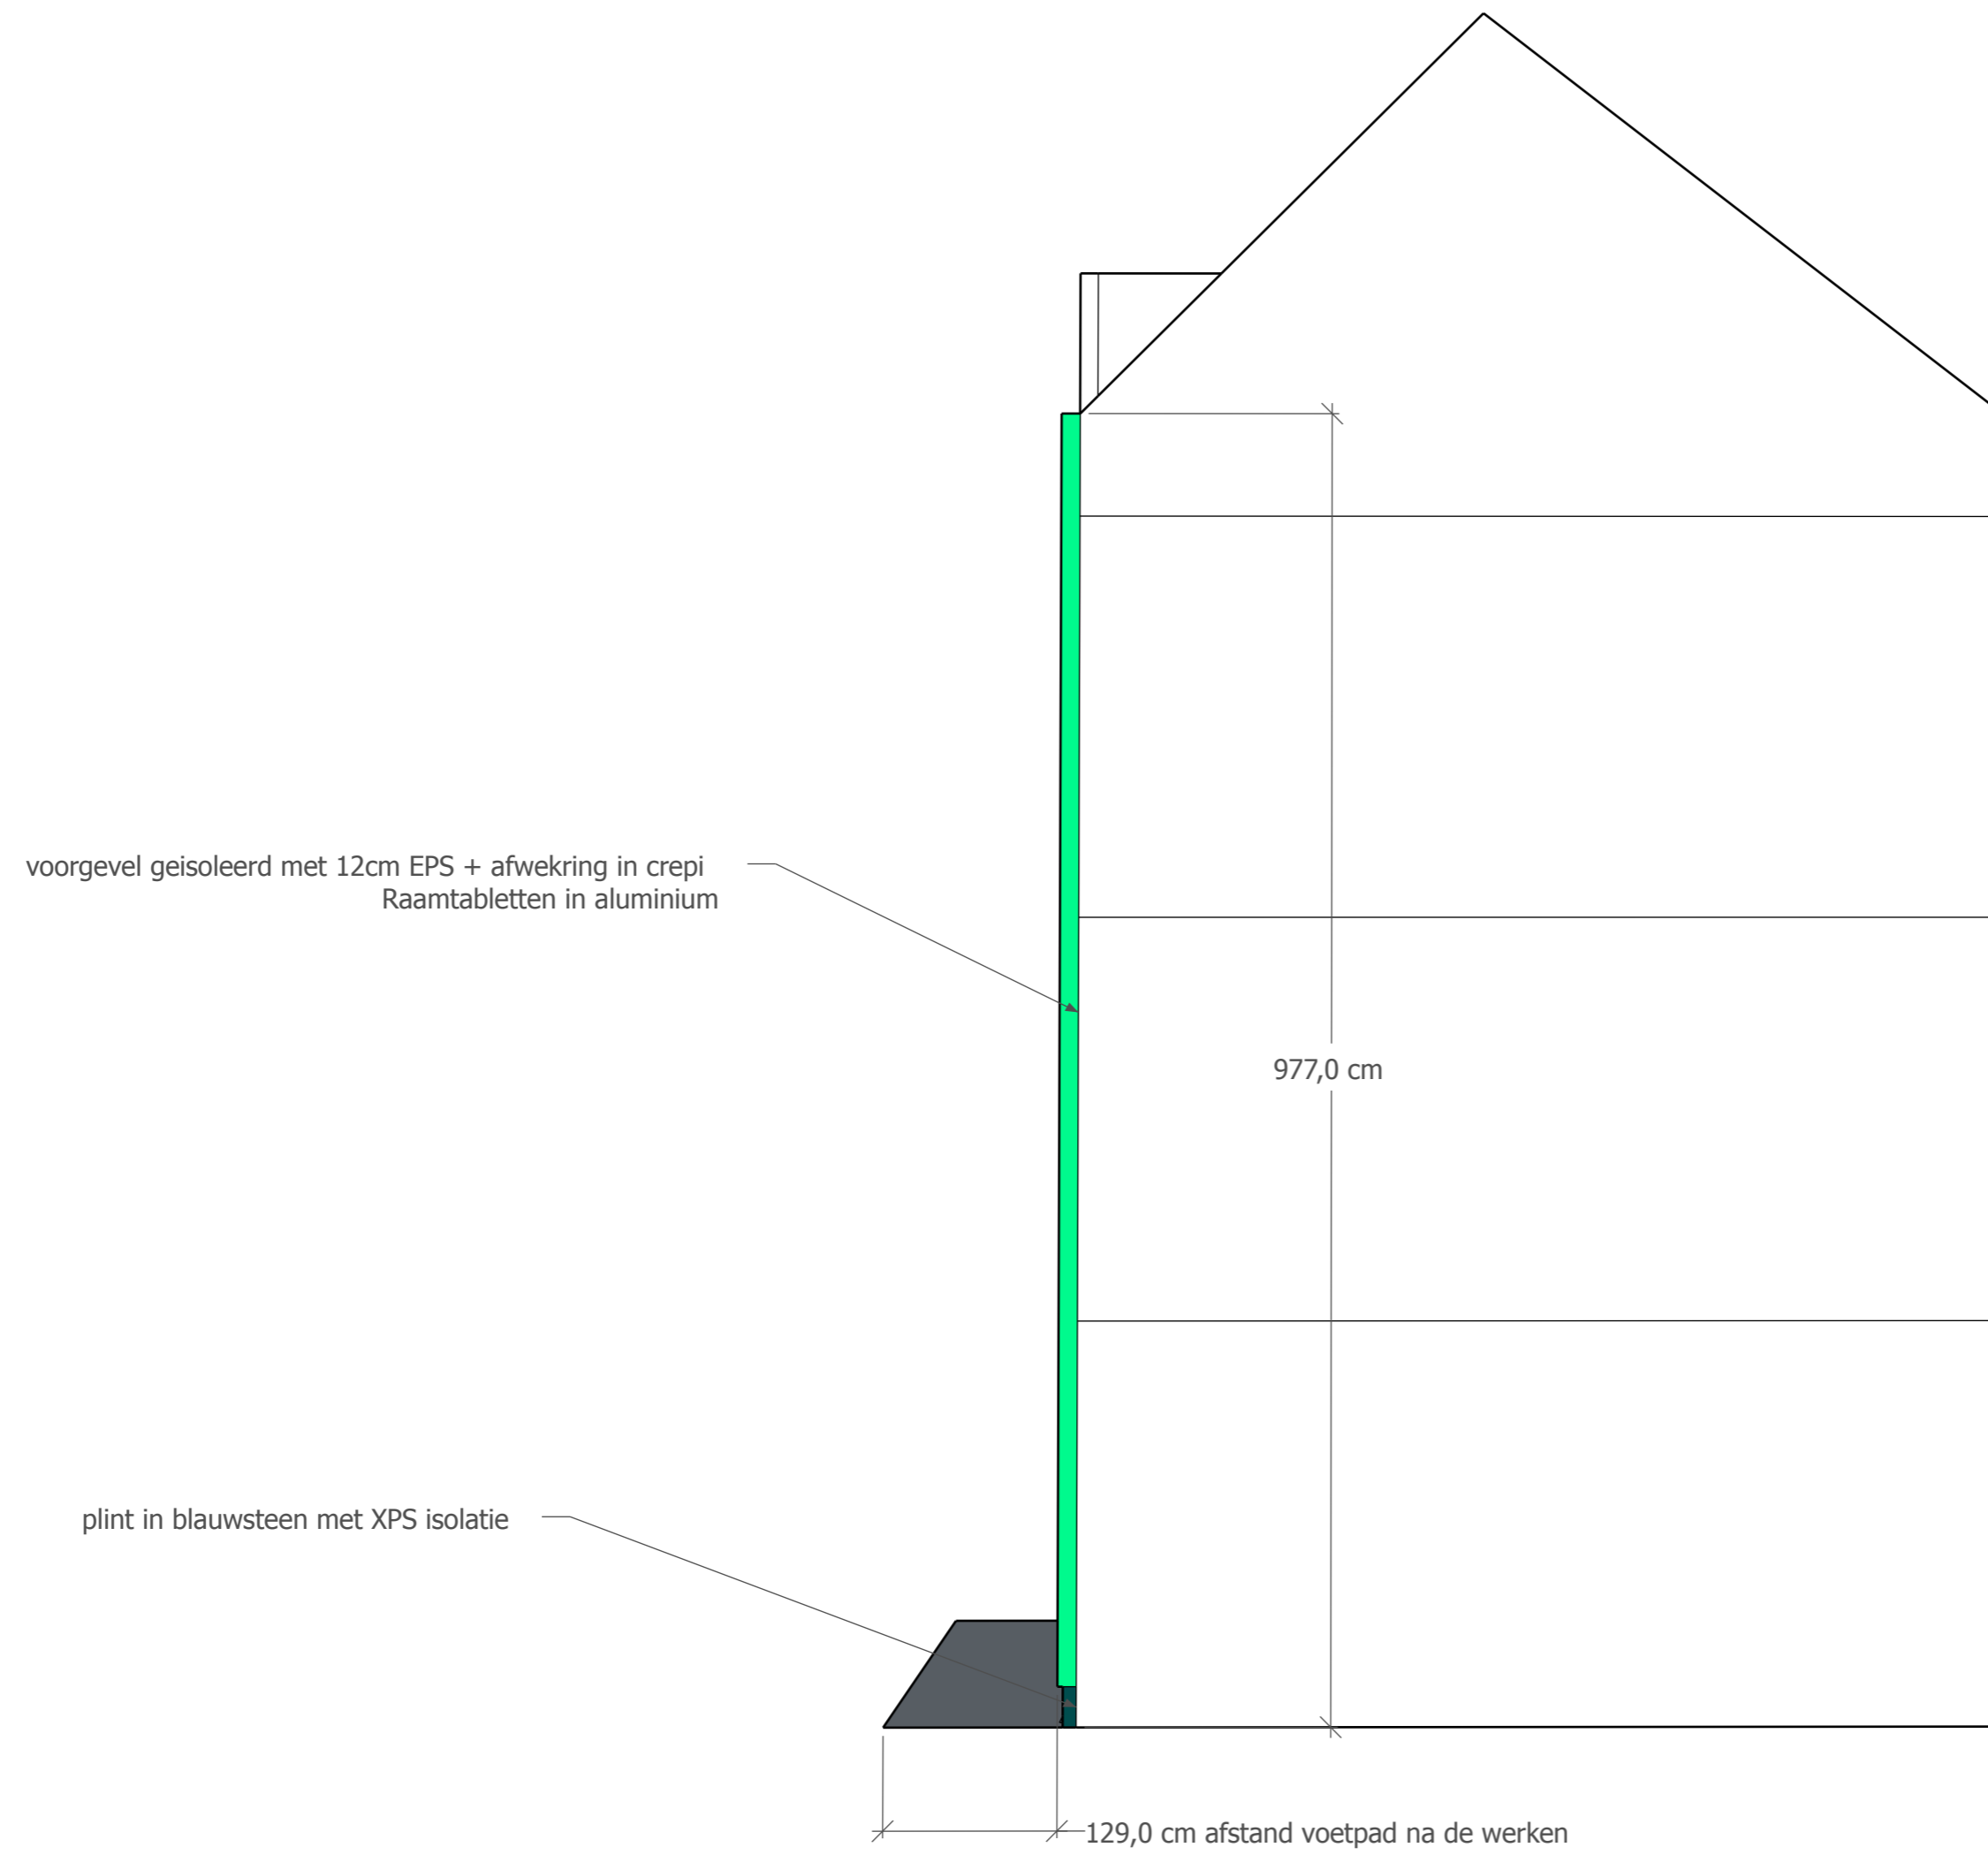 voorgevel geisoleerd met 12cm EPS + afwekring in crepi
Raamtabletten in aluminium
977,0 cm
plint in blauwsteen met XPS isolatie
129,0 cm afstand voetpad na de werken